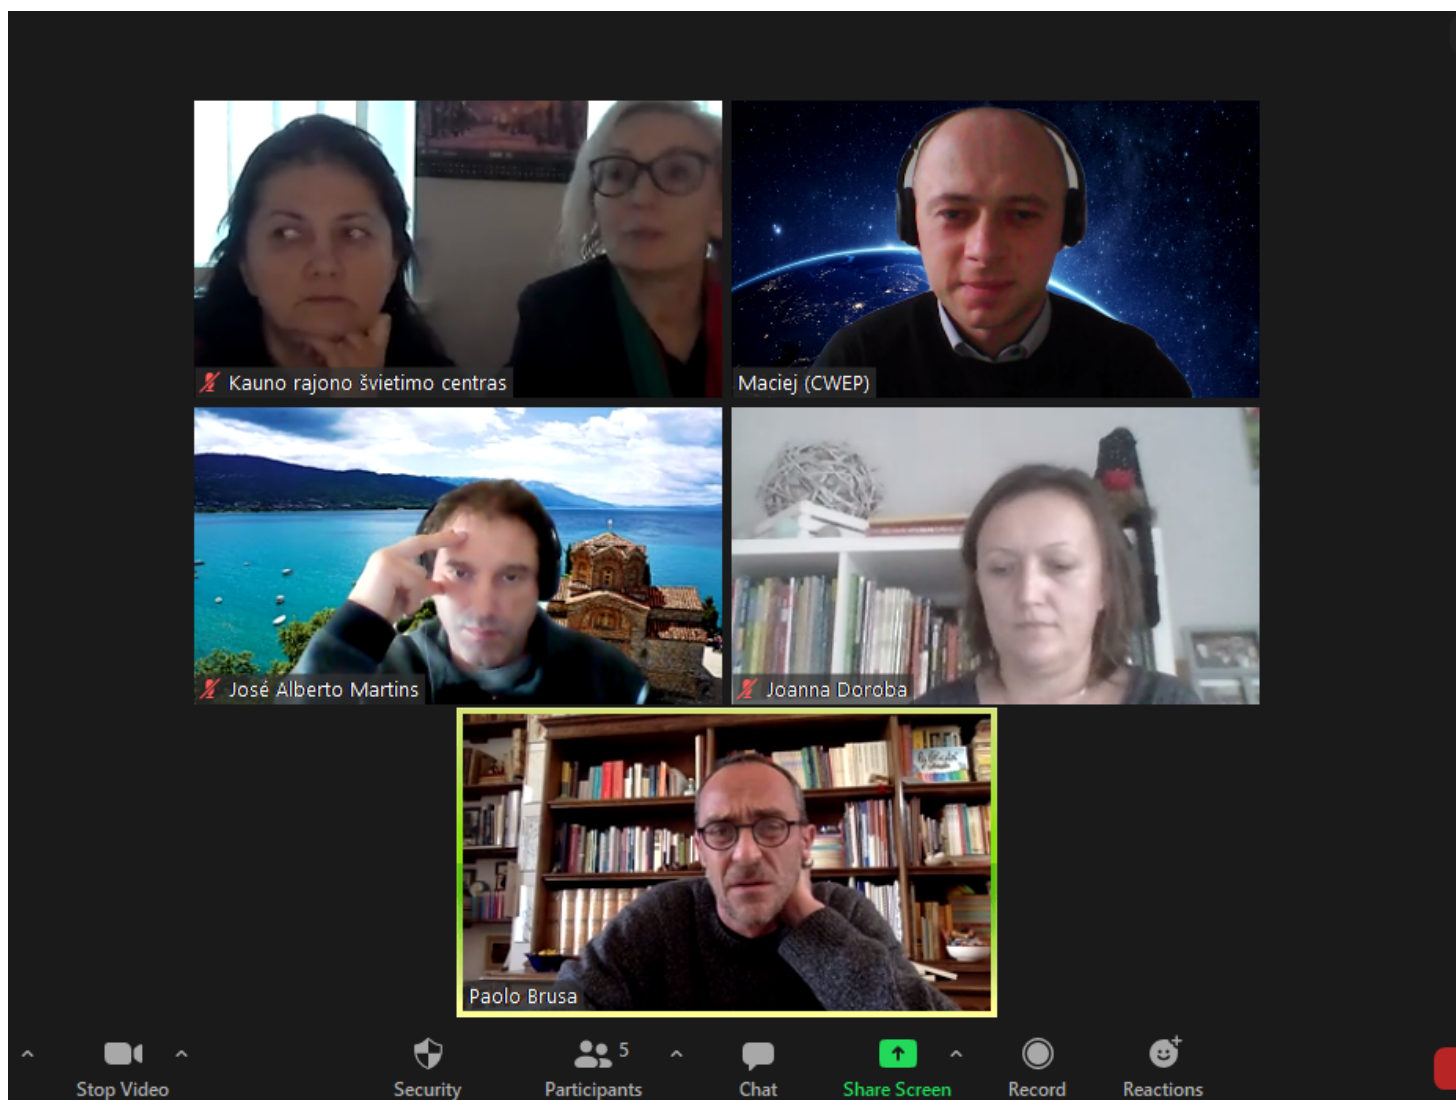 Kauno rajono švietimo centras
Maciej (CWEP)
José Alberto Martins
Joanna Doroba
Paolo Brusa
5
Stop Video
Security
Participants
Chat
Share Screen
Record
Reactions